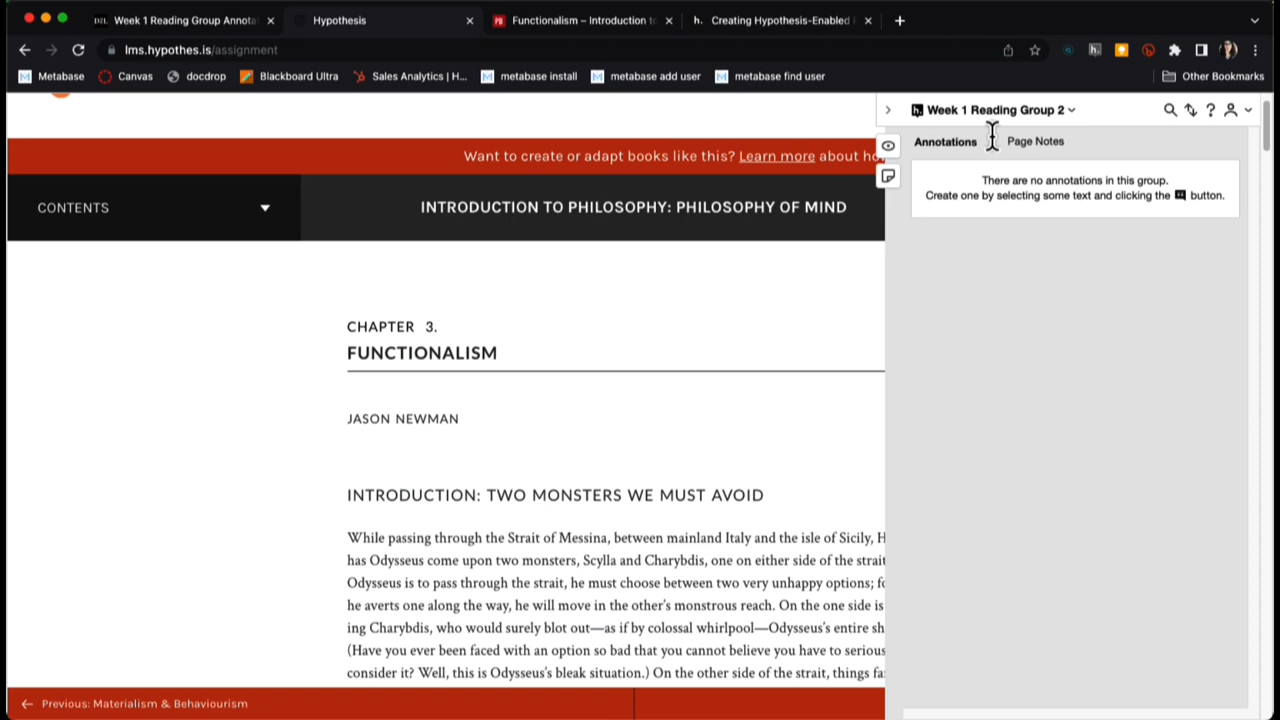 Week 1 Reading Group Annota
Hypothesis
Functionalism – Introduction to
h. Creating Hypothesis-Enabled
lms.hypothes.is/assignment
Metabase
Canvas
docdrop
Blackboard Ultra
Sales Analytics | H...
metabase install
metabase add user
metabase find user
Other Bookmarks
Want to create or adapt books like this? Learn more about ho
CONTENTS
INTRODUCTION TO PHILOSOPHY: PHILOSOPHY OF MIND
CHAPTER 3.
FUNCTIONALISM
JASON NEWMAN
INTRODUCTION: TWO MONSTERS WE MUST AVOID
While passing through the Strait of Messina, between mainland Italy and the isle of Sicily, H
has Odysseus come upon two monsters, Scylla and Charybdis, one on either side of the strait
Odysseus is to pass through the strait, he must choose between two very unhappy options; fo
he averts one along the way, he will move in the other's monstrous reach. On the one side is
ing Charybdis, who would surely blot out—as if by colossal whirlpool—Odysseus's entire sh
(Have you ever been faced with an option so bad that you cannot believe you have to serious
consider it? Well, this is Odysseus's bleak situation.) On the other side of the strait, things fa
← Previous: Materialism & Behaviourism
h. Week 1 Reading Group 2
Annotations
Page Notes
There are no annotations in this group.
Create one by selecting some text and clicking the button.